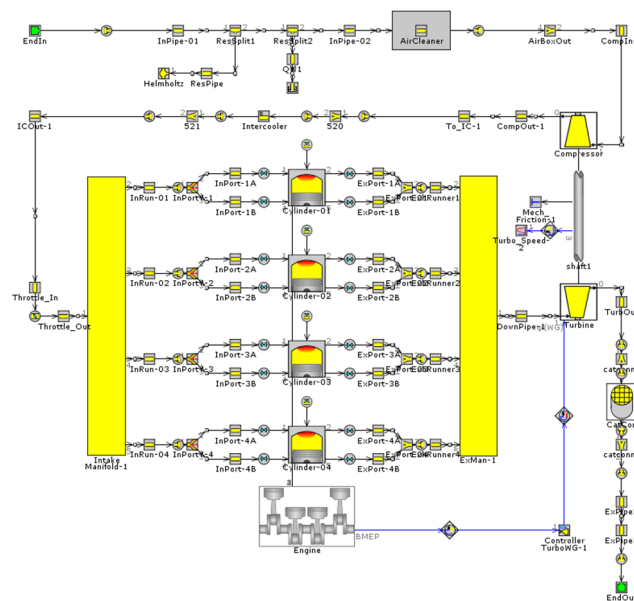 EndIn
InPipe-01
ResSplit1
ResSplit2
InPipe-02
AirCleaner
AirBoxOut
Helmholtz
ResPipe
ICOut-1
521
Intercooler
520
To_IC-1
CompOut-1
Compressor
InRun-01
InPort-1A
InPort-1B
Cylinder-01
ExPort-1A
ExPort-1B
Mech_
Friction-1
Turbo_Speed-
2
shaft1
InRun-02
InPort-2A
InPort-2B
Cylinder-02
ExPort-2A
ExPort-2B
Throttle_In
Throttle_Out
DownPipe-1
Turbine
InRun-03
InPort-3A
InPort-3B
Cylinder-03
ExPort-3A
ExPort-3B
InRun-04
InPort-4A
InPort-4B
Cylinder-04
ExPort-4A
ExPort-4B
Intake
Manifold-1
ExMan-1
Engine
BMEP
Controller
TurboWG-1